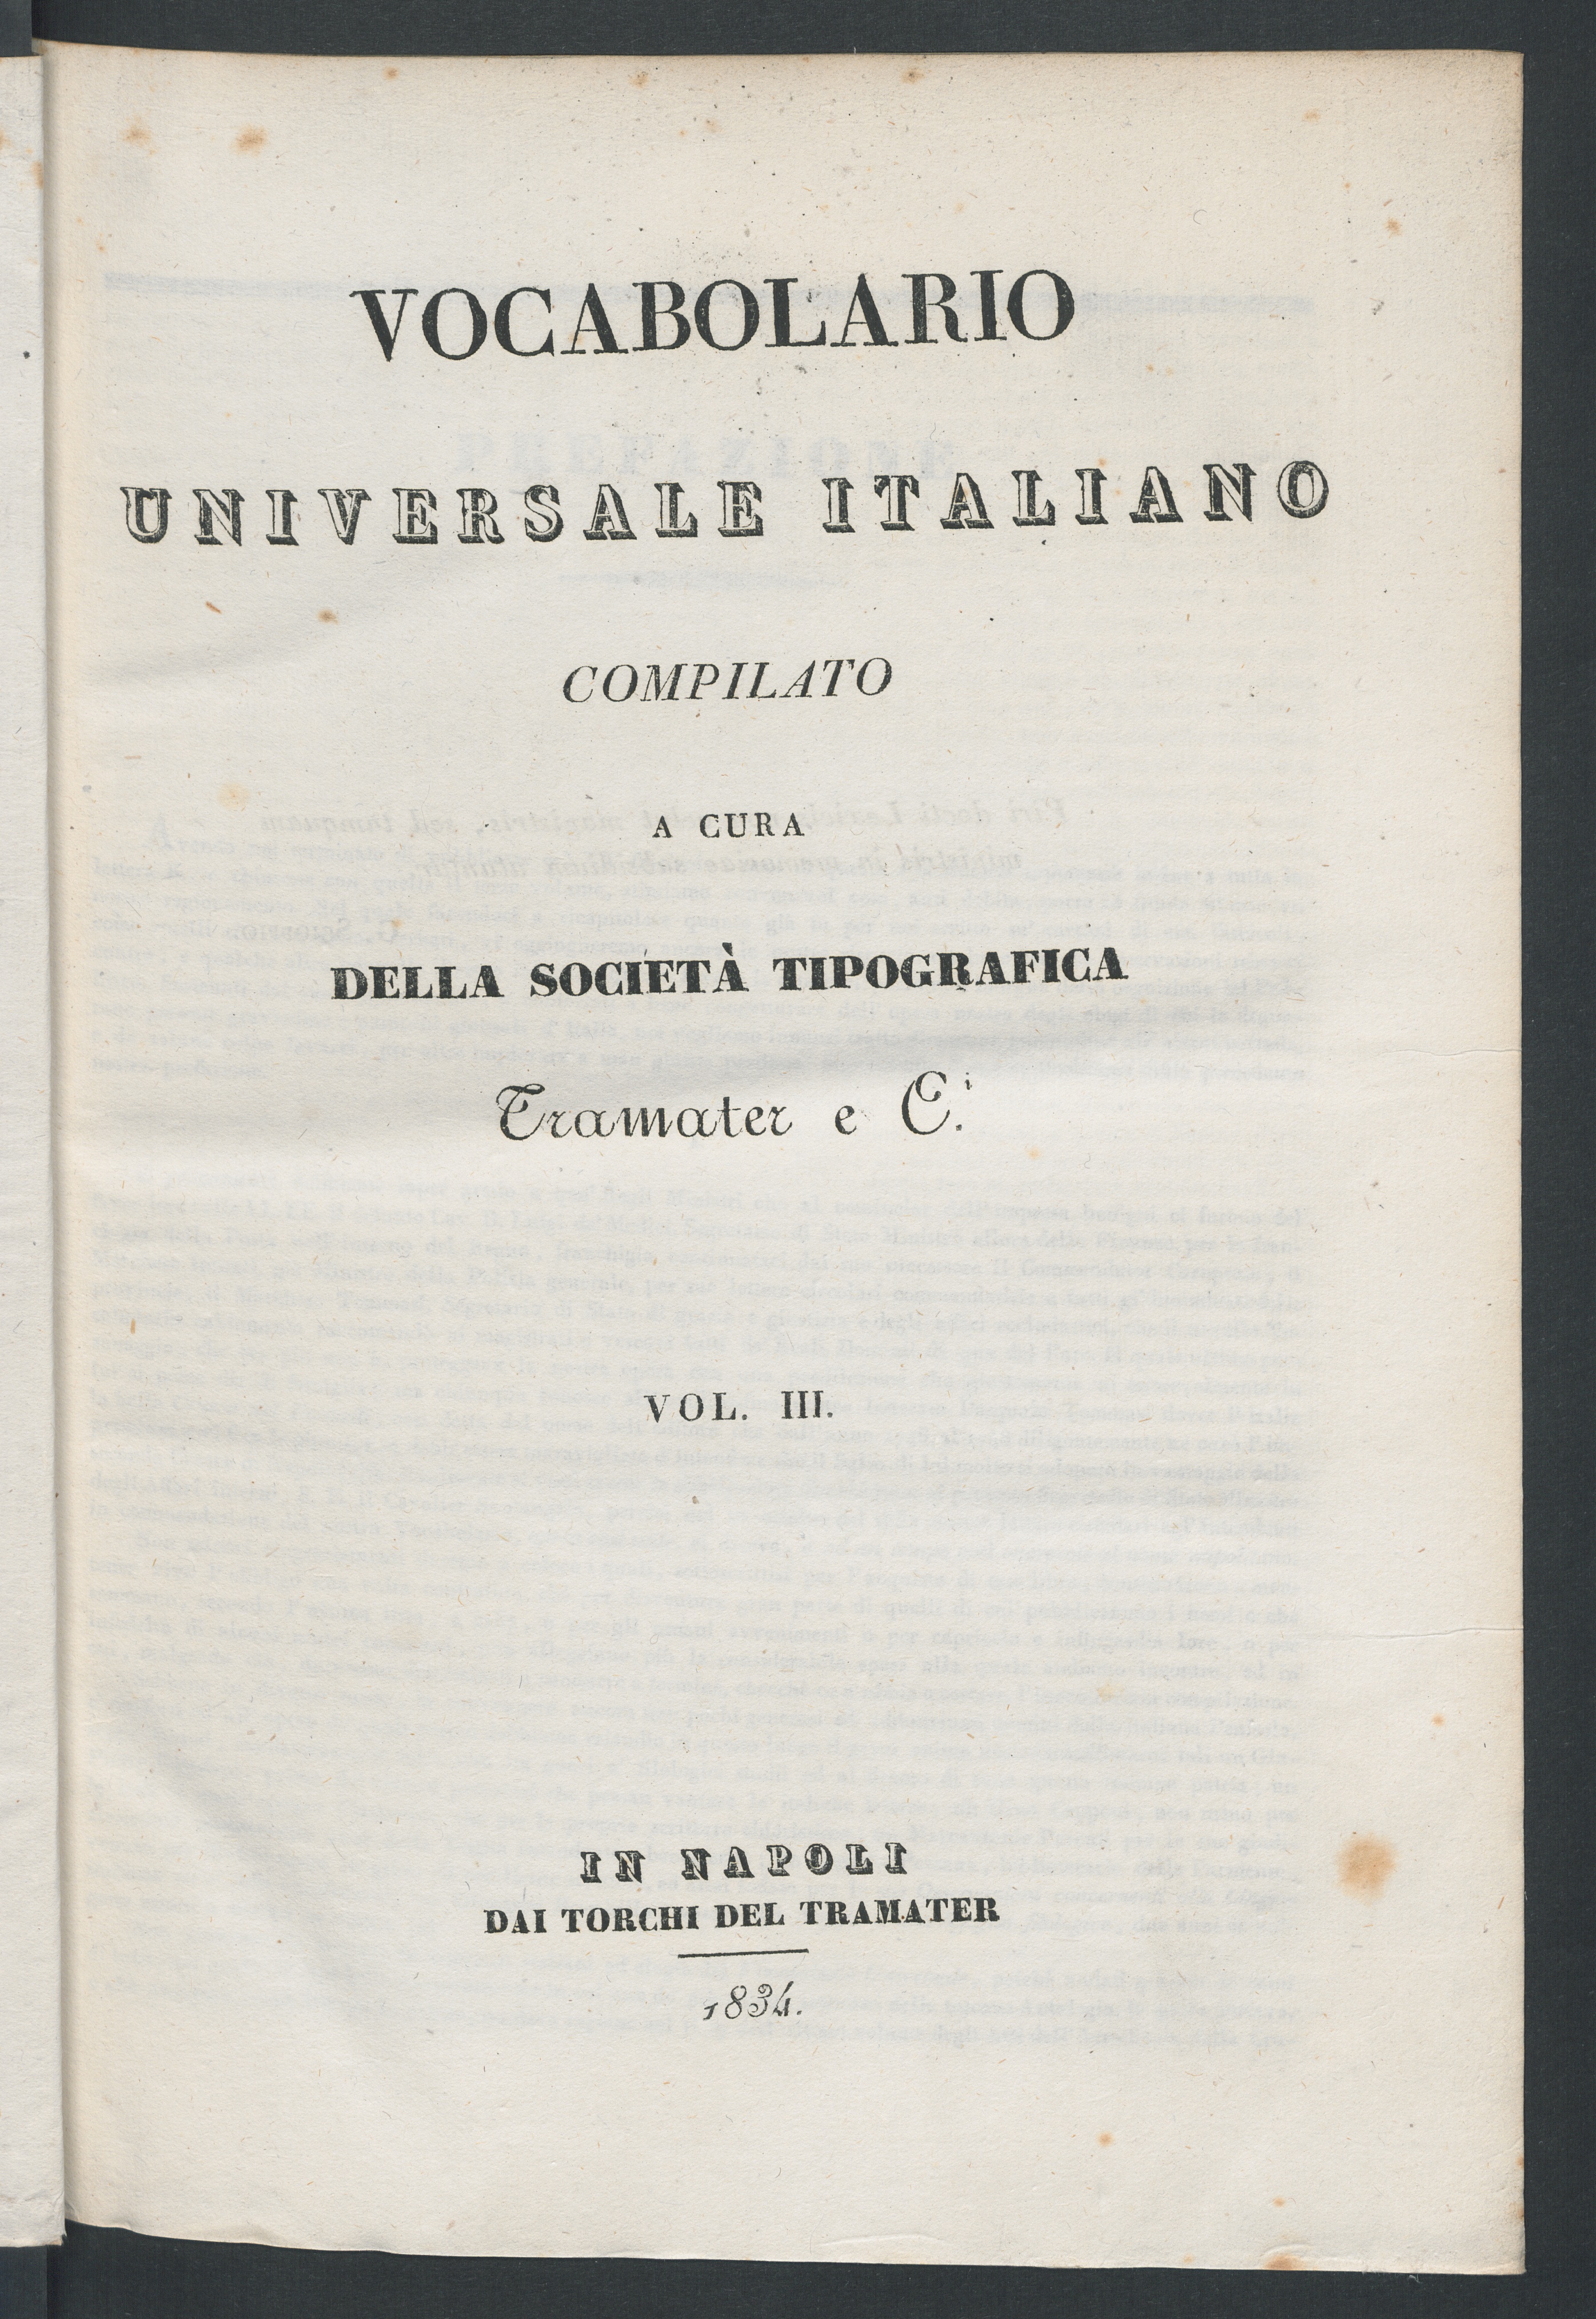 VOCABOLARIO
UNIVERSALE ITALIANO
COMPILATO
A CURA
DELLA SOCIETÀ TIPOGRAFICA
Tramater e C.i
VOL. III.
IN NAPOLI
DAI TORCHI DEL TRAMATER
1834.